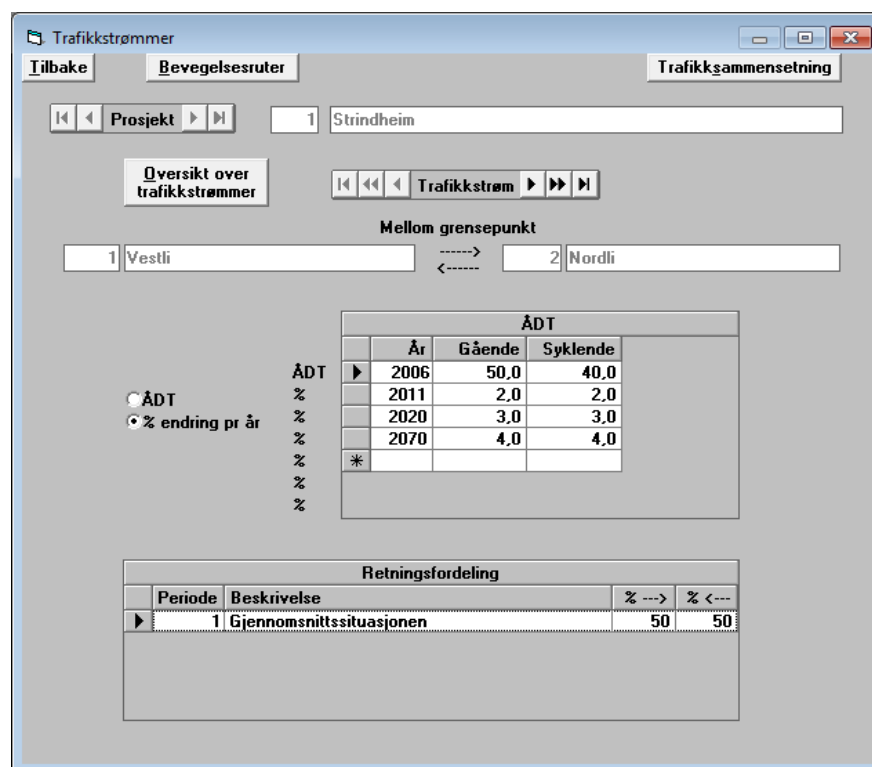 Trafikkstrømmer
Tilbake Bevegelsesruter Trafikksammensetning
Prosjekt 1 Strindheim
Oversikt over
trafikkstrømmer
Trafikkstrøm
Mellom grensepunkt
1 Vestli ------> 2 Nordli
<------
ÅDT
År Gående Syklende
ÅDT 2006 50,0 40,0
% 2011 2,0 2,0
% 2020 3,0 3,0
% 2070 4,0 4,0
% *
%
%
ÅDT
% endring pr år
Retningsfordeling
Periode Beskrivelse % ---> % <---
1 Gjennomsnittssituasjonen 50 50